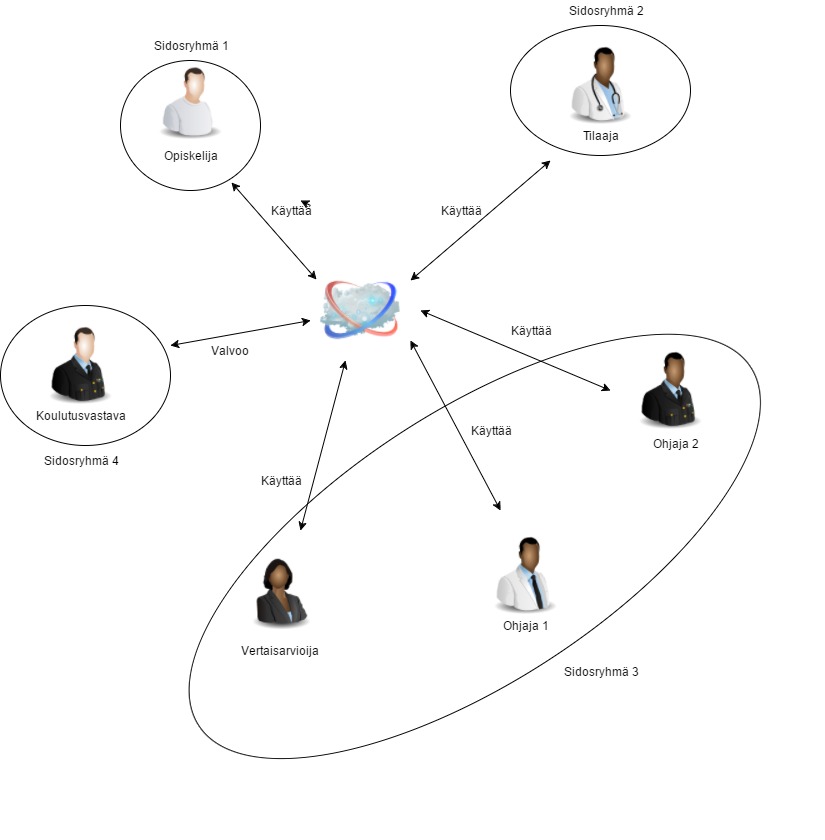 Sidosryhmä 2
Sidosryhmä 1
Tilaaja
Opiskelija
Käyttää
Käyttää
Käyttää
Valvoo
Koulutusvastava
Käyttää
Ohjaja 2
Sidosryhmä 4
Käyttää
Ohjaja 1
Vertaisarvioija
Sidosryhmä 3